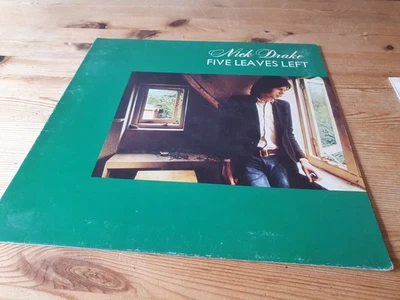 Nick Drake
FIVE LEAVES LEFT